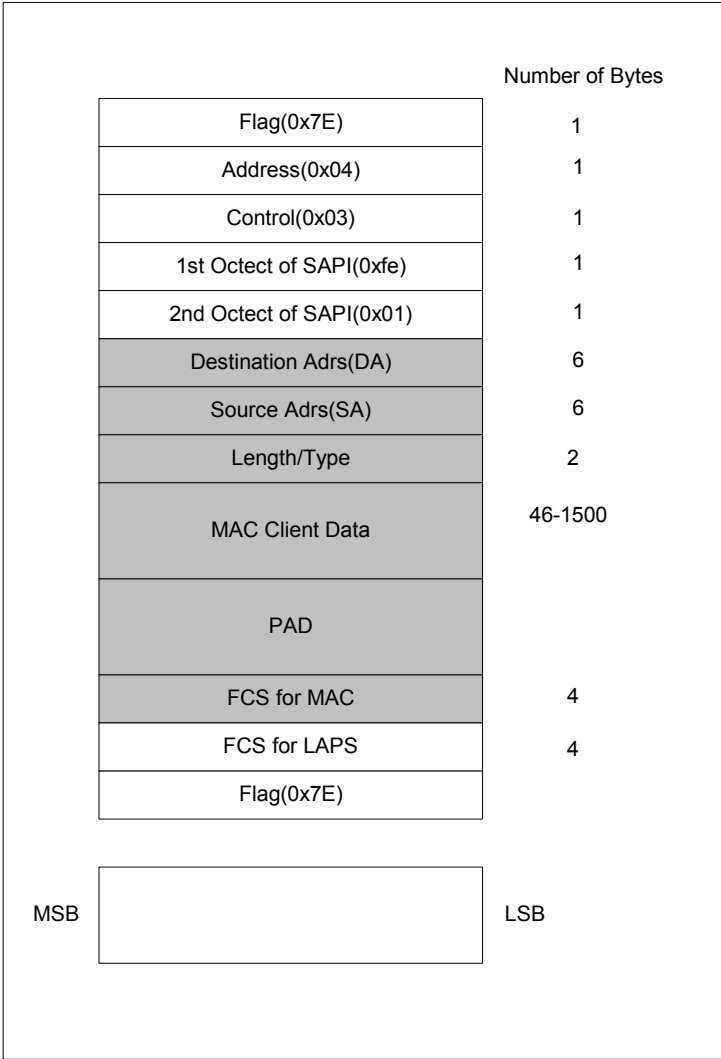 Number of Bytes
Flag(0x7E) 1
Address(0x04) 1
Control(0x03) 1
1st Octect of SAPI(0xfe) 1
2nd Octect of SAPI(0x01) 1
Destination Adrs(DA) 6
Source Adrs(SA) 6
Length/Type 2
MAC Client Data 46-1500
PAD
FCS for MAC 4
FCS for LAPS 4
Flag(0x7E)
MSB LSB